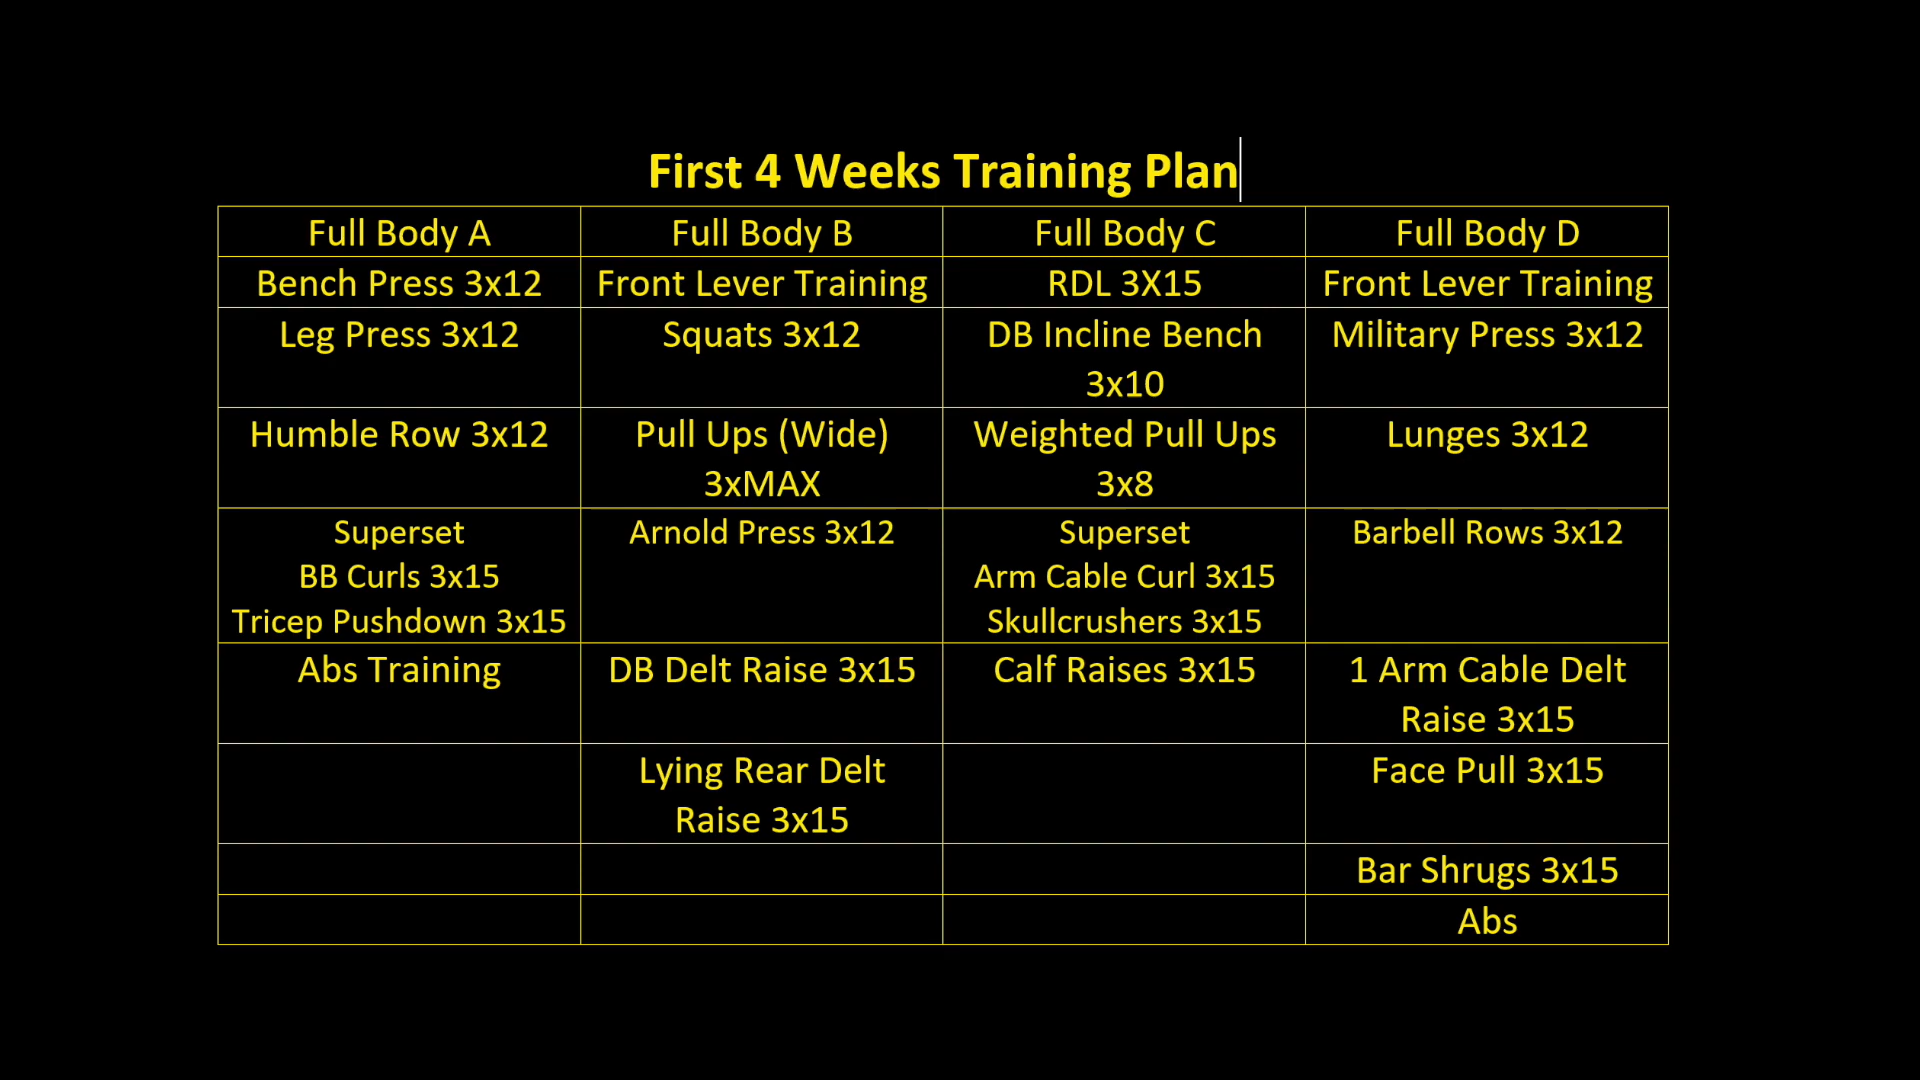 First 4 Weeks Training Plan
Full Body A
Full Body B
Full Body C
Full Body D
Bench Press 3x12
Front Lever Training
RDL 3X15
Front Lever Training
Leg Press 3x12
Squats 3x12
DB Incline Bench
3x10
Military Press 3x12
Humble Row 3x12
Pull Ups (Wide)
3xMAX
Weighted Pull Ups
3x8
Lunges 3x12
Superset
BB Curls 3x15
Tricep Pushdown 3x15
Arnold Press 3x12
Superset
Arm Cable Curl 3x15
Skullcrushers 3x15
Barbell Rows 3x12
Abs Training
DB Delt Raise 3x15
Calf Raises 3x15
1 Arm Cable Delt
Raise 3x15
Lying Rear Delt
Raise 3x15
Face Pull 3x15
Bar Shrugs 3x15
Abs